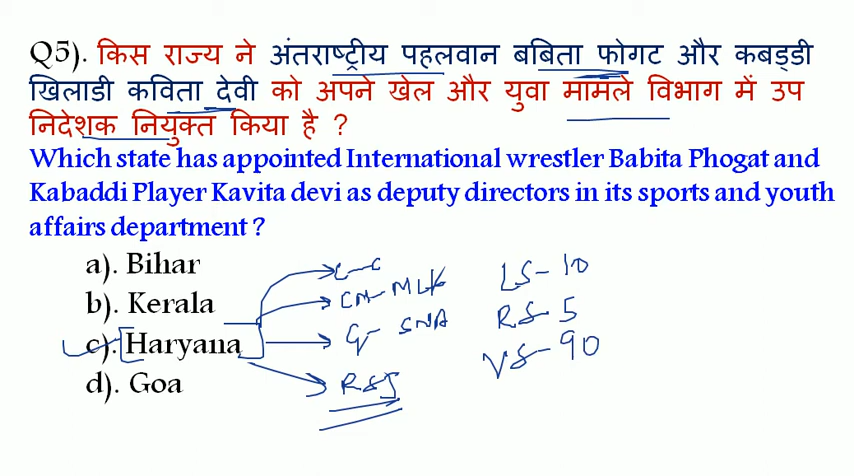 Q5). किस राज्य ने अंतराष्ट्रीय पहलवान बबिता फोगट और कबड्डी
खिलाडी कविता देवी को अपने खेल और युवा मामले विभाग में उप
निदेशक नियुक्त किया है ?
Which state has appointed International wrestler Babita Phogat and
Kabaddi Player Kavita devi as deputy directors in its sports and youth
affairs department ?
a). Bihar
b). Kerala
c). Haryana
d). Goa
C-C
CM- MLK
G- SNA
R&J
LS- 10
RS- 5
VS- 90